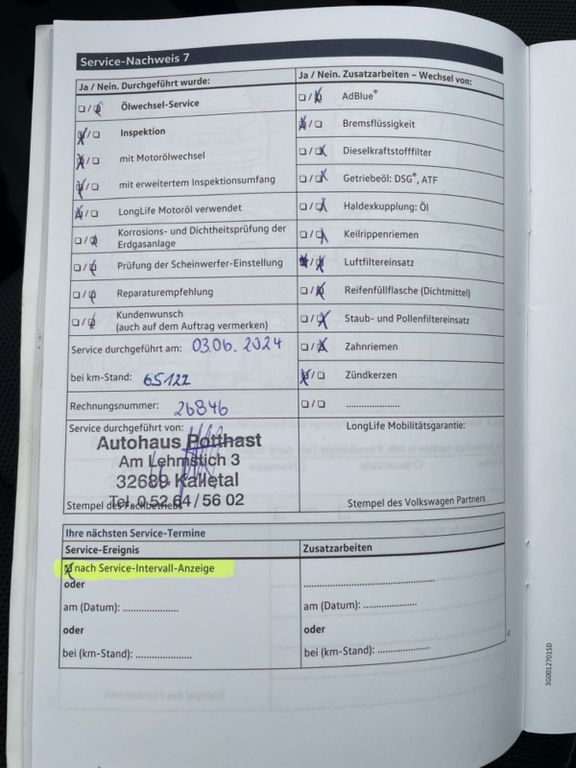 Service-Nachweis 7
Ja / Nein. Durchgeführt wurde:
Ölwechsel-Service
Inspektion
mit Motorölwechsel
mit erweitertem Inspektionsumfang
LongLife Motoröl verwendet
Korrosions- und Dichtheitsprüfung der
Erdgasanlage
Prüfung der Scheinwerfer-Einstellung
Reparaturempfehlung
Kundenwunsch
(auch auf dem Auftrag vermerken)
Service durchgeführt am: 03.06.2024
bei km-Stand: 65122
Rechnungsnummer: 26846
Service durchgeführt von:
Autohaus Potthast
Am Lehmstich 3
32689 Kalletal
Tel. 0 52 64 / 56 02
Stempel des Fachbetriebs
Ja / Nein. Zusatzarbeiten – Wechsel von:
AdBlue®
Bremsflüssigkeit
Dieselkraftstofffilter
Getriebeöl: DSG®, ATF
Haldexkupplung: Öl
Keilrippenriemen
Luftfiltereinsatz
Reifenfüllflasche (Dichtmittel)
Staub- und Pollenfiltereinsatz
Zahnriemen
Zündkerzen
....................
LongLife Mobilitätsgarantie:
Stempel des Volkswagen Partners
Ihre nächsten Service-Termine
Service-Ereignis
nach Service-Intervall-Anzeige
oder
am (Datum): ....................
oder
bei (km-Stand): ....................
Zusatzarbeiten
....................
am (Datum): ....................
oder
bei (km-Stand): ....................
3G0012701SD